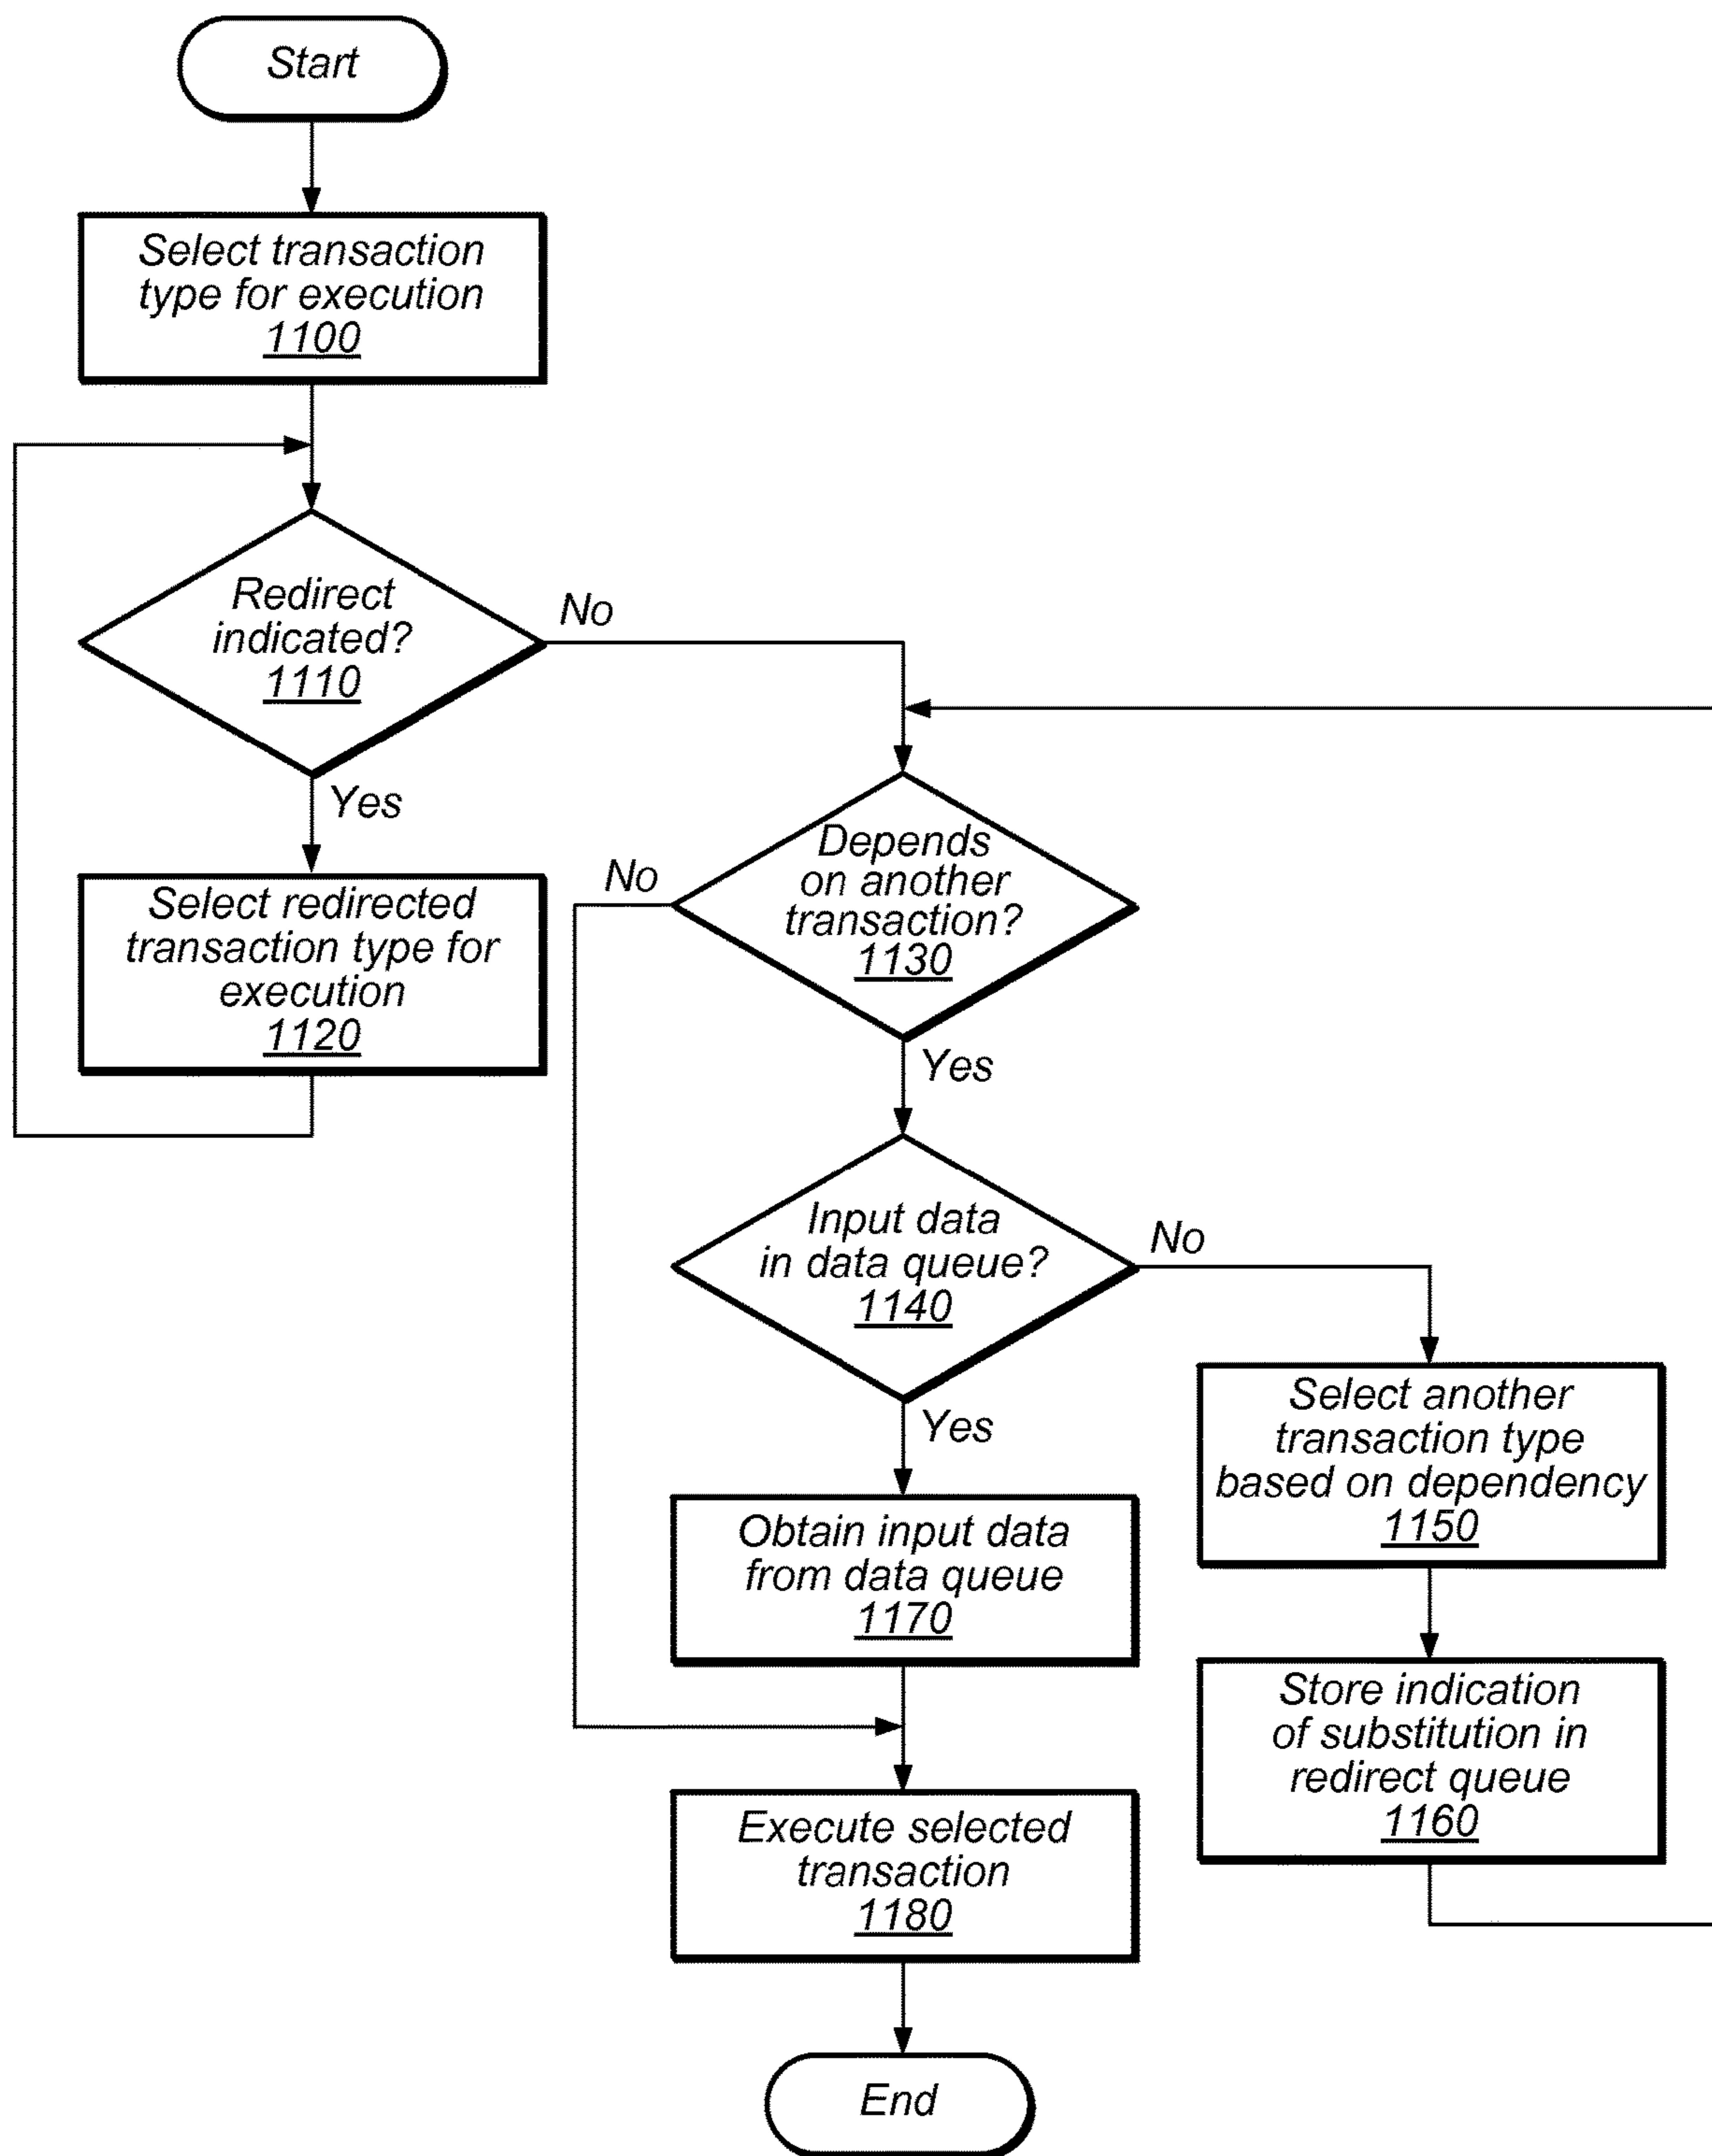 Start
Select transaction
type for execution
1100
Redirect
indicated?
1110
No
Yes
Select redirected
transaction type for
execution
1120
Depends
on another
transaction?
1130
No
Yes
Input data
in data queue?
1140
No
Yes
Select another
transaction type
based on dependency
1150
Obtain input data
from data queue
1170
Store indication
of substitution in
redirect queue
1160
Execute selected
transaction
1180
End